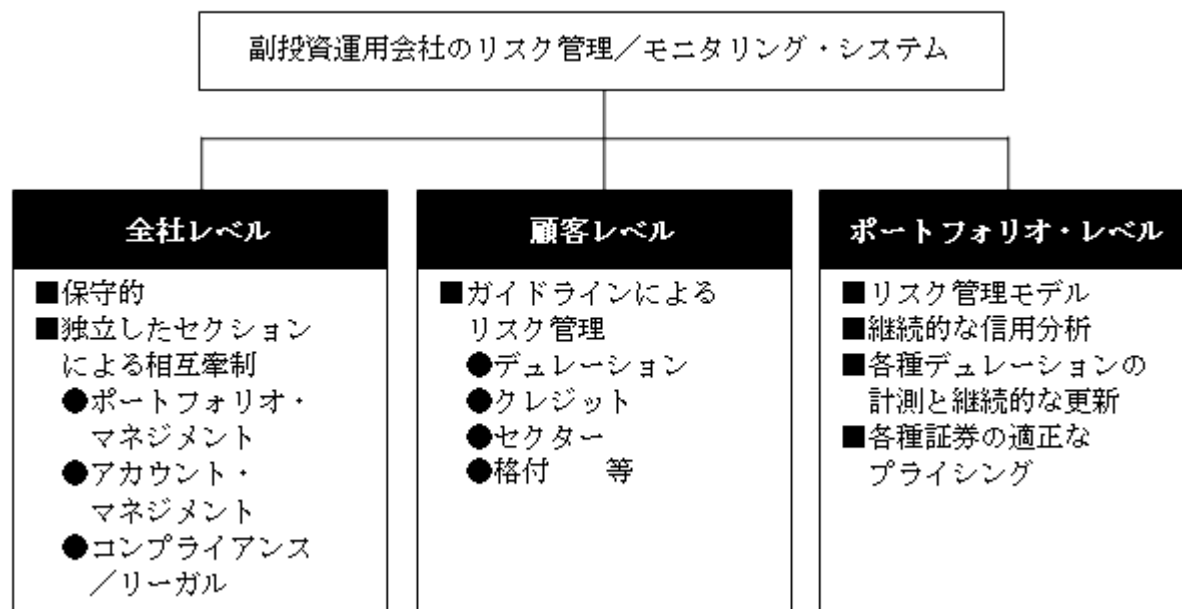 副投資運用会社のリスク管理／モニタリング・システム
全社レベル
■保守的
■独立したセクション
による相互牽制
●ポートフォリオ・
マネジメント
●アカウント・
マネジメント
●コンプライアンス
／リーガル
顧客レベル
■ガイドラインによる
リスク管理
●デュレーション
●クレジット
●セクター
●格付　等
ポートフォリオ・レベル
■リスク管理モデル
■継続的な信用分析
■各種デュレーションの
計測と継続的な更新
■各種証券の適正な
プライシング